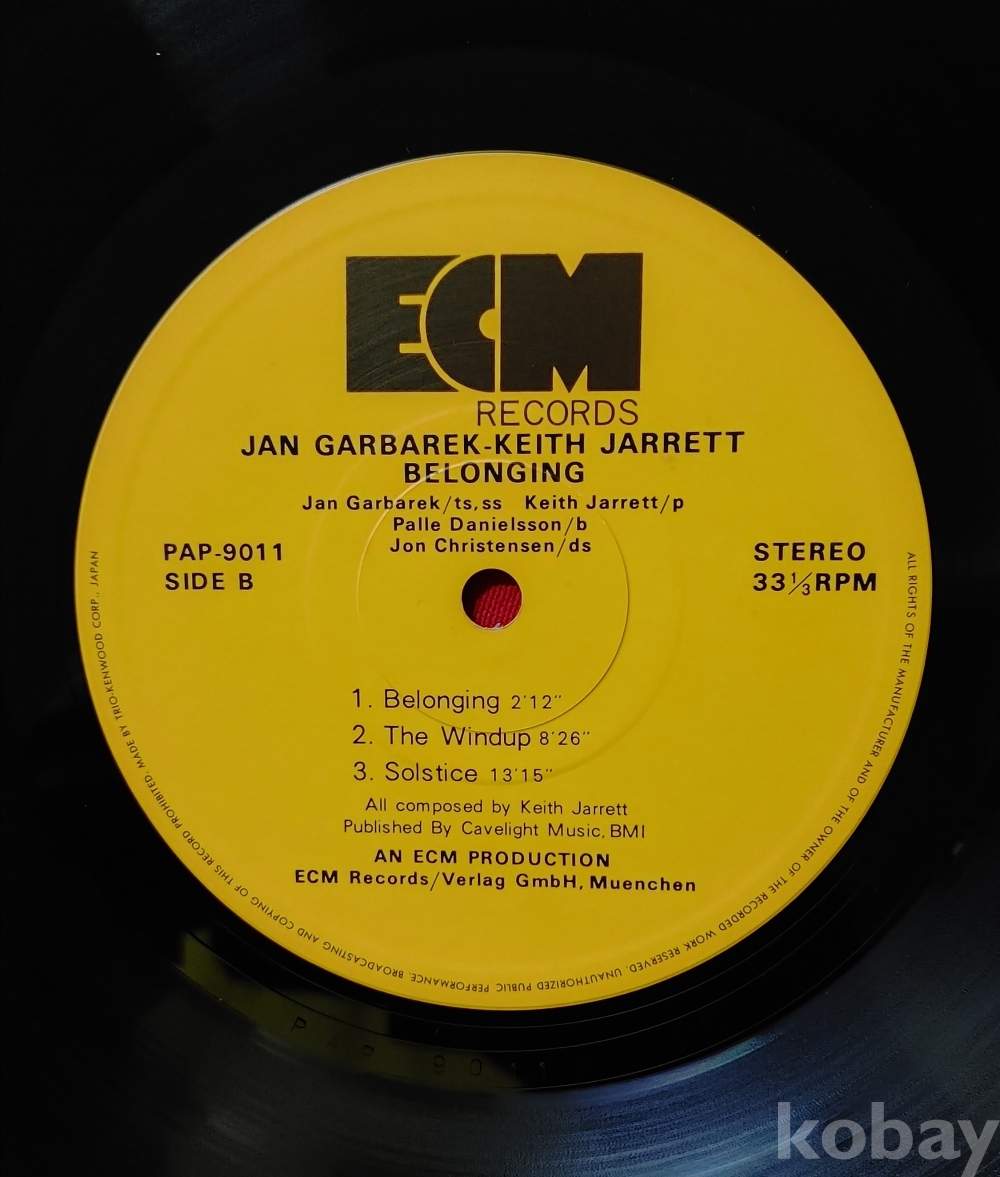 ECM
RECORDS
JAN GARBAREK-KEITH JARRETT
BELONGING
Jan Garbarek/ts,ss Keith Jarrett/p
Palle Danielsson/b
Jon Christensen/ds
PAP-9011
SIDE B
STEREO
33⅓RPM
1. Belonging 2'12"
2. The Windup 8'26"
3. Solstice 13'15"
All composed by Keith Jarrett
Published By Cavelight Music, BMI
AN ECM PRODUCTION
ECM Records/Verlag GmbH, Muenchen
ALL RIGHTS OF THE MANUFACTURER AND OF THE OWNER OF THE RECORDED WORK RESERVED. UNAUTHORIZED PUBLIC PERFORMANCE. BROADCASTING AND COPYING OF THIS RECORD PROHIBITED. MADE BY TRIO-KENWOOD CORP., JAPAN
PAP 9011
kobay